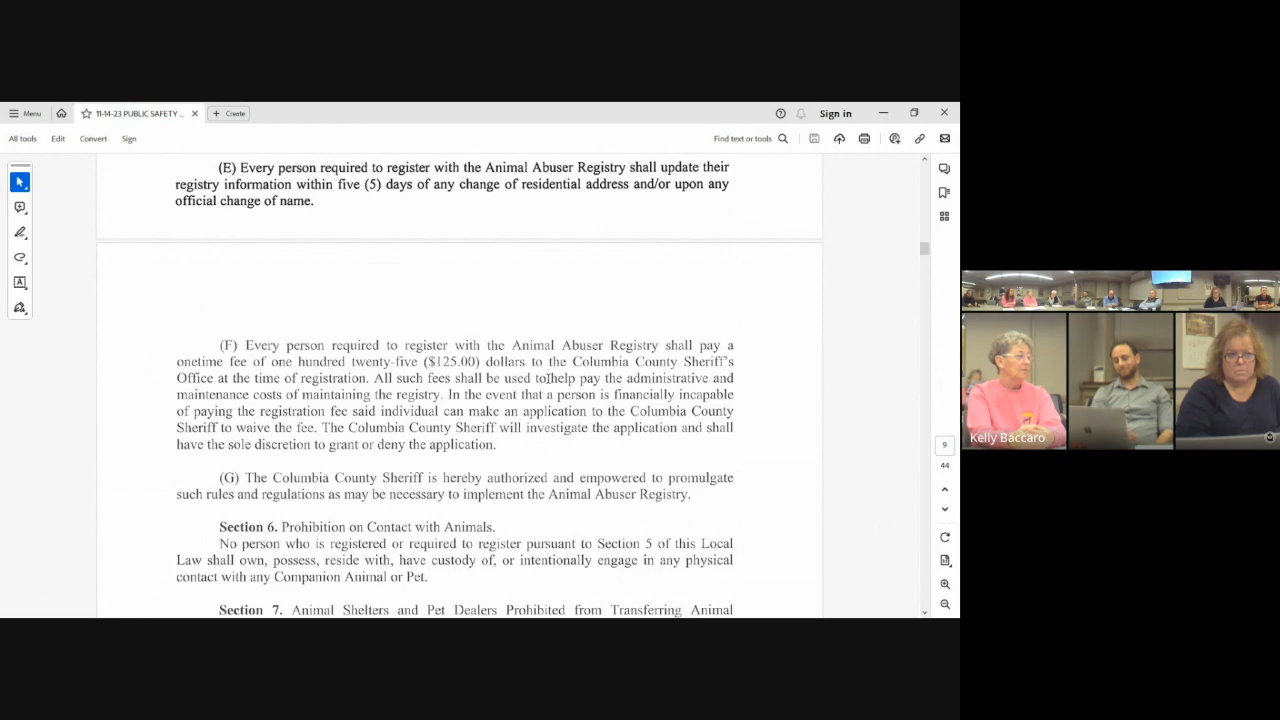 Menu
11-14-23 PUBLIC SAFETY ...
Create
Sign in
All tools
Edit
Convert
Sign
Find text or tools
(E) Every person required to register with the Animal Abuser Registry shall update their
registry information within five (5) days of any change of residential address and/or upon any
official change of name.
(F) Every person required to register with the Animal Abuser Registry shall pay a
onetime fee of one hundred twenty-five ($125.00) dollars to the Columbia County Sheriff's
Office at the time of registration. All such fees shall be used to help pay the administrative and
maintenance costs of maintaining the registry. In the event that a person is financially incapable
of paying the registration fee said individual can make an application to the Columbia County
Sheriff to waive the fee. The Columbia County Sheriff will investigate the application and shall
have the sole discretion to grant or deny the application.
(G) The Columbia County Sheriff is hereby authorized and empowered to promulgate
such rules and regulations as may be necessary to implement the Animal Abuser Registry.
Section 6. Prohibition on Contact with Animals.
No person who is registered or required to register pursuant to Section 5 of this Local
Law shall own, possess, reside with, have custody of, or intentionally engage in any physical
contact with any Companion Animal or Pet.
Section 7. Animal Shelters and Pet Dealers Prohibited from Transferring Animal
9
44
Kelly Baccaro